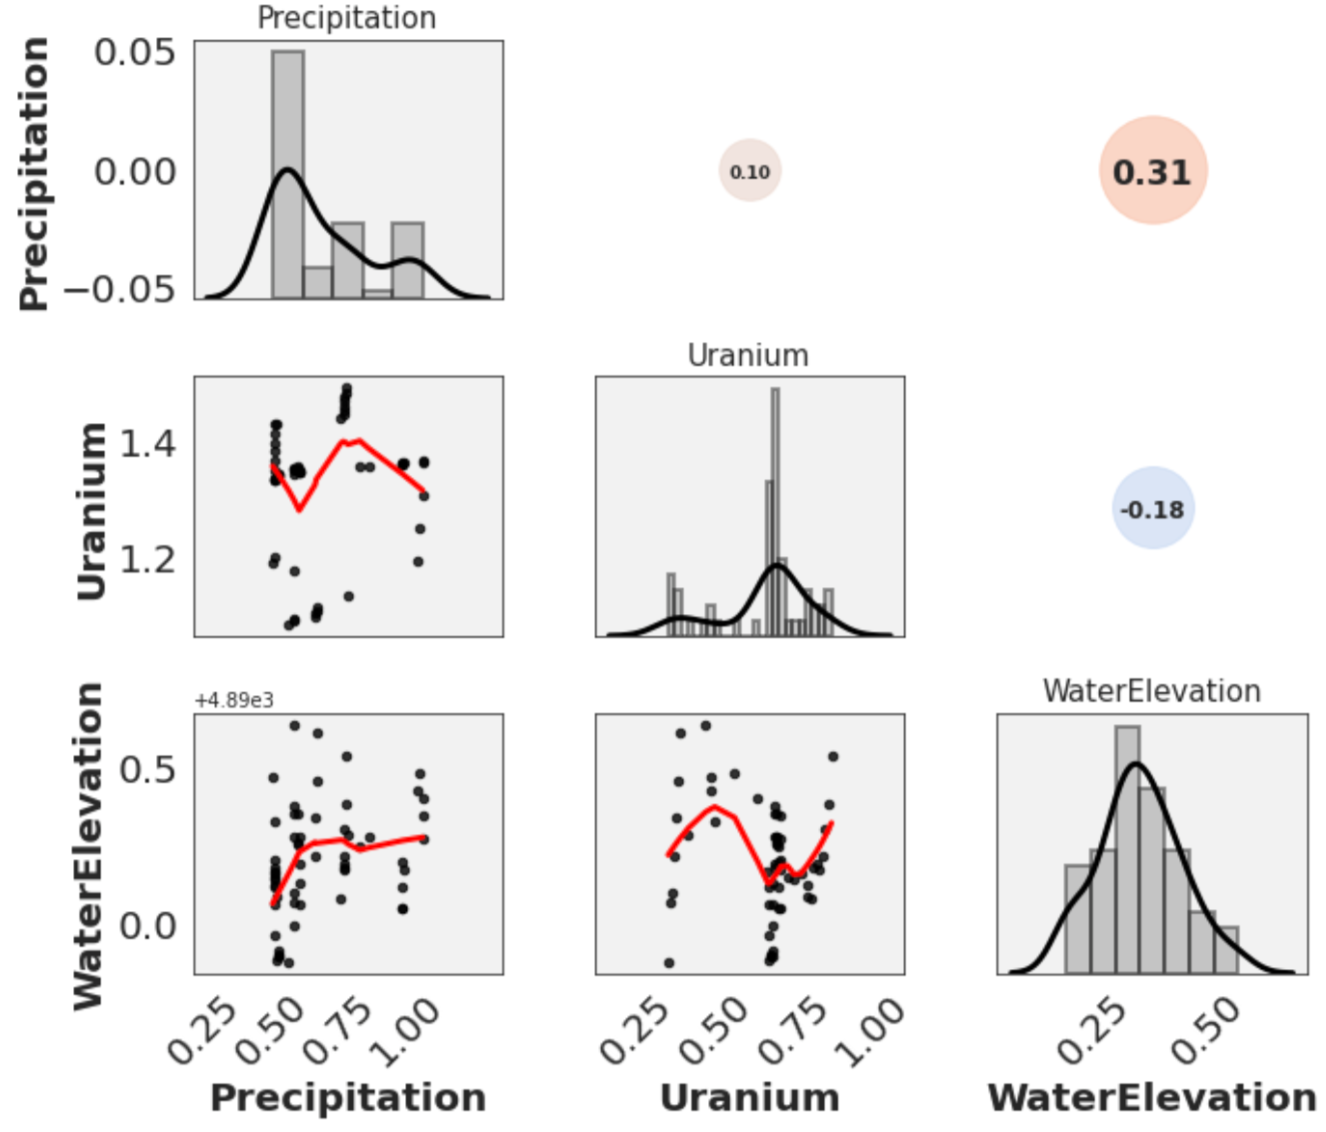 Precipitation
Precipitation
0.05
0.00
−0.05
0.10
0.31
Uranium
Uranium
1.4
1.2
-0.18
WaterElevation
WaterElevation
+4.89e3
0.5
0.0
0.25 0.50 0.75 1.00
0.25 0.50 0.75 1.00
0.25 0.50
Precipitation
Uranium
WaterElevation